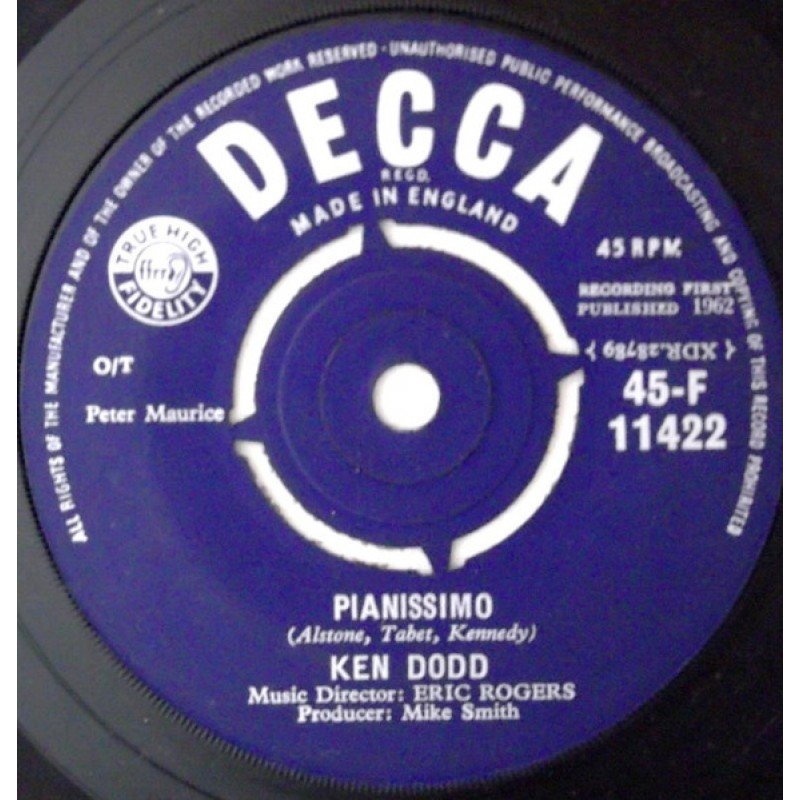 ALL RIGHTS OF THE MANUFACTURER AND OF THE OWNER OF THE RECORDED WORK RESERVED · UNAUTHORISED PUBLIC PERFORMANCE BROADCASTING AND COPYING OF THIS RECORD PROHIBITED
DECCA
REGD.
MADE IN ENGLAND
TRUE HIGH
ffrr
FIDELITY
45 RPM
RECORDING FIRST
PUBLISHED 1962
( XDR.28789 )
O/T
45-F
11422
Peter Maurice
PIANISSIMO
(Alstone, Tabet, Kennedy)
KEN DODD
Music Director: ERIC ROGERS
Producer: Mike Smith